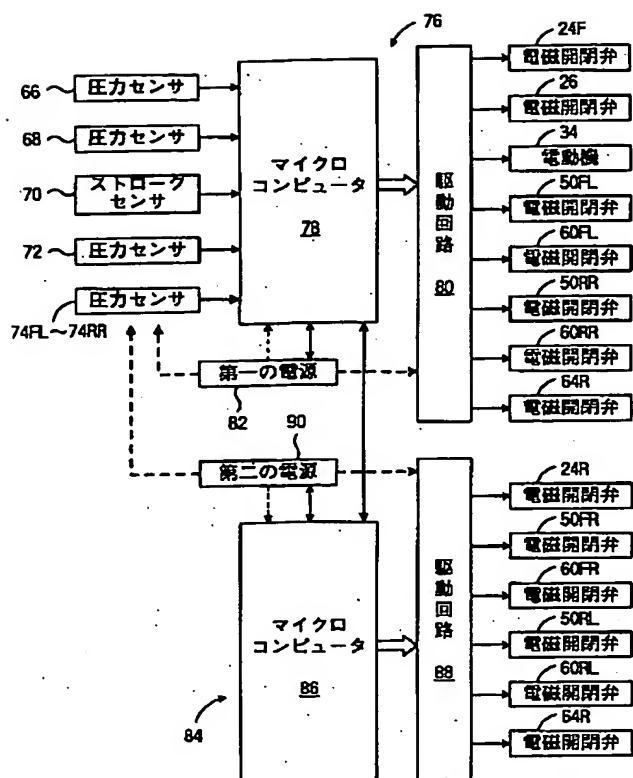 76
66 圧力センサ
68 圧力センサ
70 ストロークセンサ
72 圧力センサ
圧力センサ
74FL~74RR
マイクロコンピュータ
78
駆動回路
80
24F
電磁開閉弁
26
電磁開閉弁
34
電動機
50FL
電磁開閉弁
60FL
電磁開閉弁
50RR
電磁開閉弁
60RR
電磁開閉弁
64R
電磁開閉弁
第一の電源
82
90
第二の電源
マイクロコンピュータ
86
84
駆動回路
88
24R
電磁開閉弁
50FR
電磁開閉弁
60FR
電磁開閉弁
50RL
電磁開閉弁
60RL
電磁開閉弁
64R
電磁開閉弁